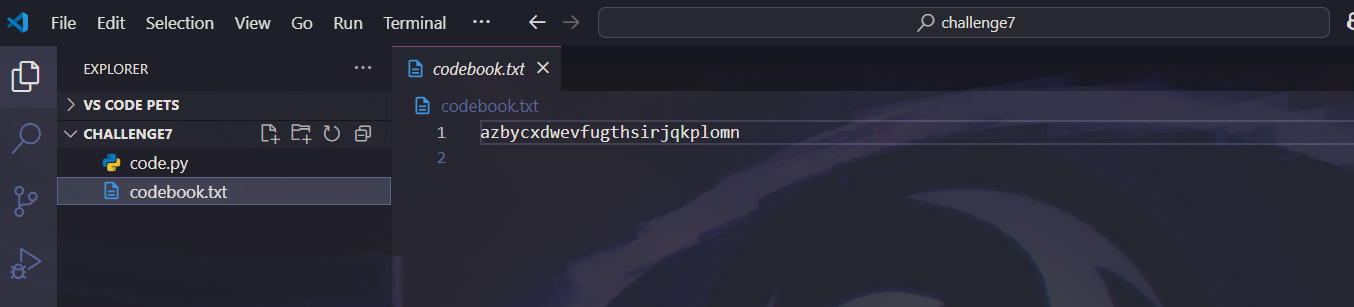 File Edit Selection View Go Run Terminal ··· challenge7
EXPLORER ···
codebook.txt
VS CODE PETS
codebook.txt
CHALLENGE7
1 azbycxdwevfugthsirjqkplomn
2
code.py
codebook.txt